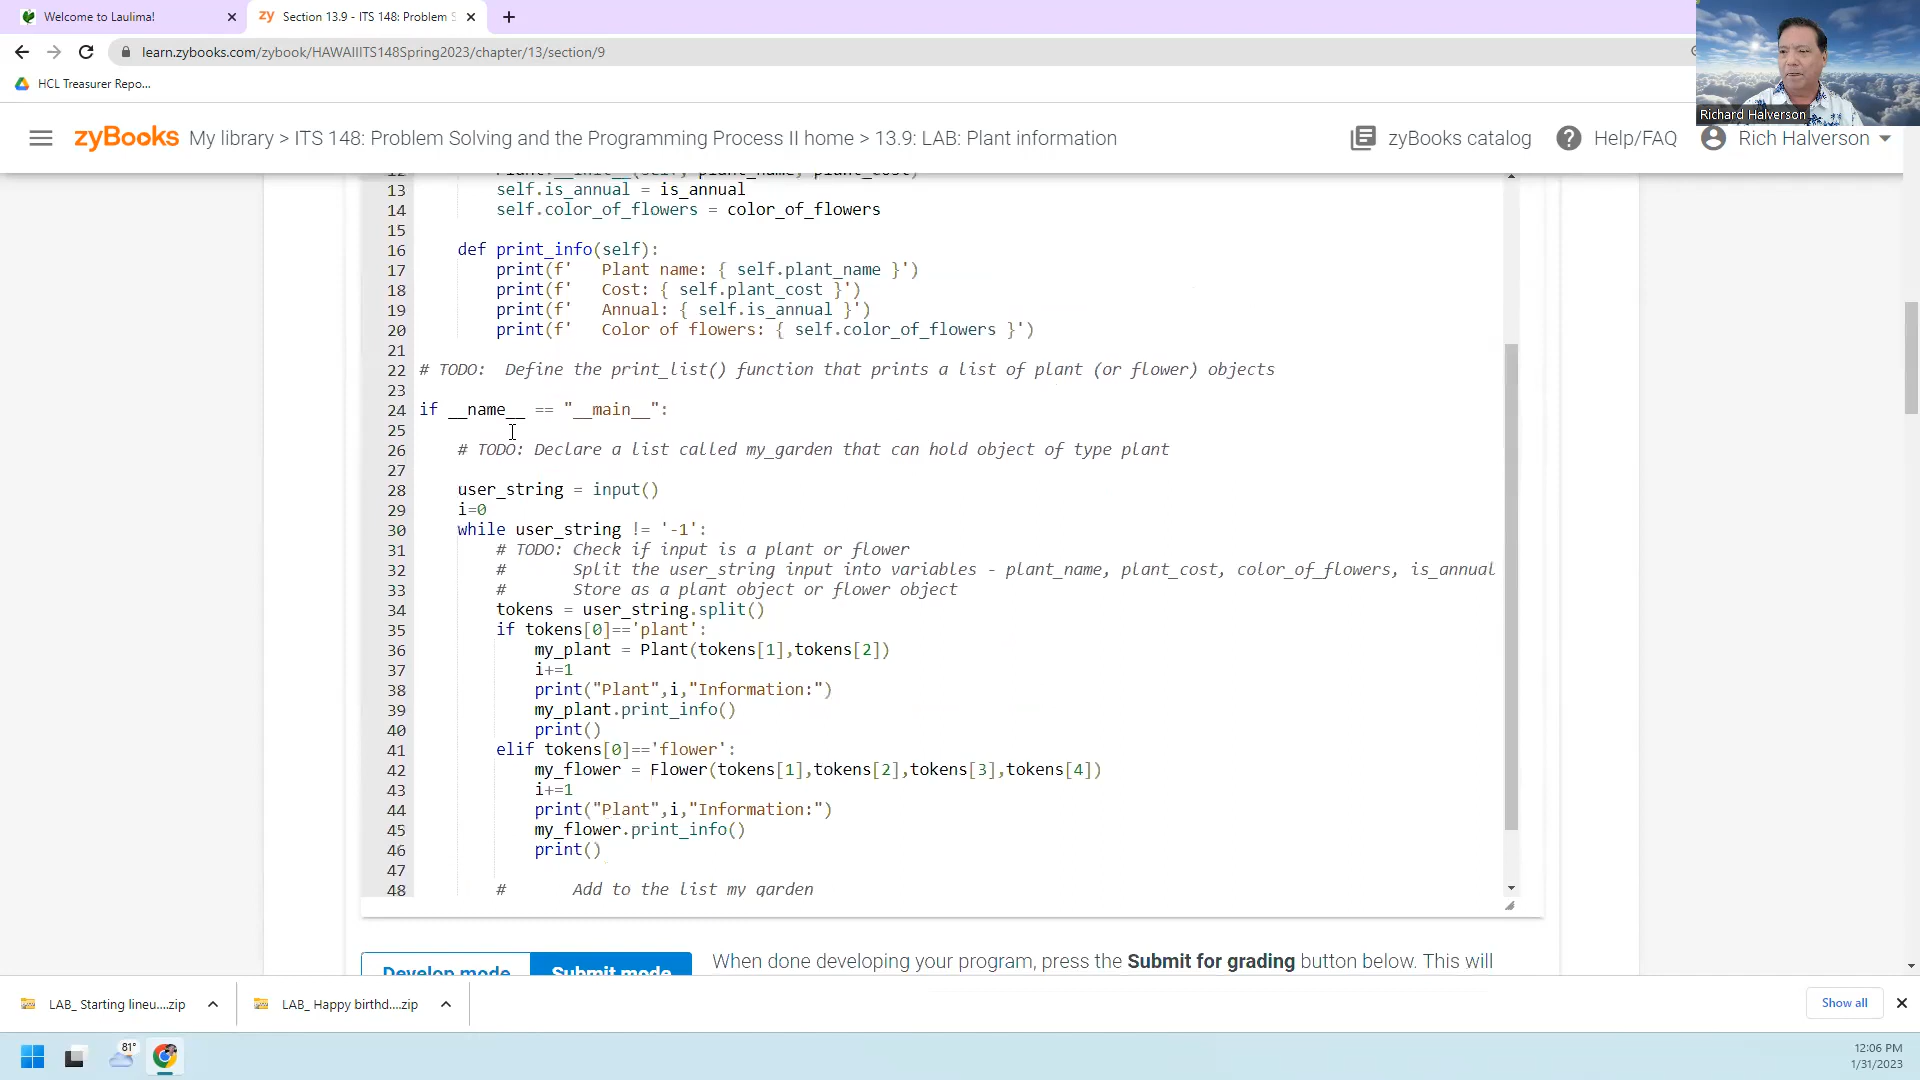 Welcome to Laulima!
zy Section 13.9 - ITS 148: Problem S
learn.zybooks.com/zybook/HAWAIIITS148Spring2023/chapter/13/section/9
HCL Treasurer Repo...
Richard Halverson
zyBooks My library > ITS 148: Problem Solving and the Programming Process II home > 13.9: LAB: Plant information
zyBooks catalog
Help/FAQ
Rich Halverson
12 Plant.__init__(self, plant_name, plant_cost)
13 self.is_annual = is_annual
14 self.color_of_flowers = color_of_flowers
15
16 def print_info(self):
17 print(f'   Plant name: { self.plant_name }')
18 print(f'   Cost: { self.plant_cost }')
19 print(f'   Annual: { self.is_annual }')
20 print(f'   Color of flowers: { self.color_of_flowers }')
21
22 # TODO:  Define the print_list() function that prints a list of plant (or flower) objects
23
24 if __name__ == "__main__":
25
26 # TODO: Declare a list called my_garden that can hold object of type plant
27
28 user_string = input()
29 i=0
30 while user_string != '-1':
31 # TODO: Check if input is a plant or flower
32 #       Split the user_string input into variables - plant_name, plant_cost, color_of_flowers, is_annual
33 #       Store as a plant object or flower object
34 tokens = user_string.split()
35 if tokens[0]=='plant':
36 my_plant = Plant(tokens[1],tokens[2])
37 i+=1
38 print("Plant",i,"Information:")
39 my_plant.print_info()
40 print()
41 elif tokens[0]=='flower':
42 my_flower = Flower(tokens[1],tokens[2],tokens[3],tokens[4])
43 i+=1
44 print("Plant",i,"Information:")
45 my_flower.print_info()
46 print()
47
48 #       Add to the list my_garden
Develop mode
Submit mode
When done developing your program, press the Submit for grading button below. This will
LAB_ Starting lineu....zip
LAB_ Happy birthd....zip
Show all
81°
12:06 PM
1/31/2023